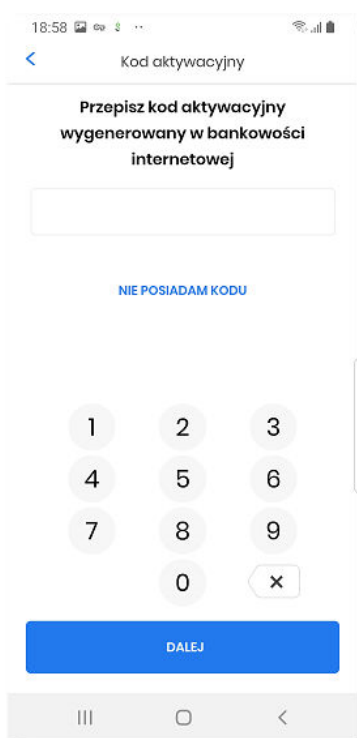 18:58
Kod aktywacyjny
Przepisz kod aktywacyjny
wygenerowany w bankowości
internetowej
NIE POSIADAM KODU
1 2 3
4 5 6
7 8 9
0
DALEJ